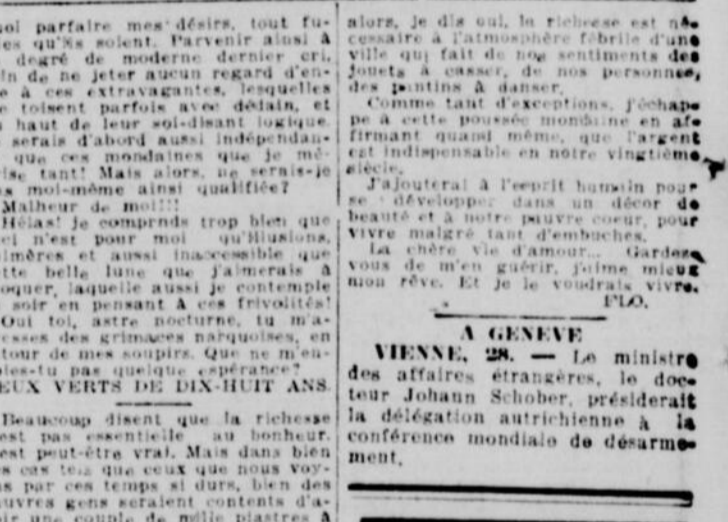 parfaire mes désirs, tout fu-
qu'ils soient. Parvenir ainsi à
degré de moderne dernier cri,
de ne jeter aucun regard d'en-
à ces extravagantes, lesquelles
toisent parfois avec dédain, et
haut de leur soi-disant logique.
serais d'abord aussi indépendan-
que ces mondaines que je mé-
tant! Mais alors, ne serais-je
moi-même ainsi qualifiée?
Malheur de moi!!!
Hélas! je comprnds trop bien que
n'est pour moi qu'illusions,
et aussi inaccessible que
belle lune que j'aimerais à
laquelle aussi je contemple
soir en pensant à ces frivolités!
Oui toi, astre nocturne, tu m'a-
des grimaces narquoises, en
tour de mes soupirs. Que ne m'en-
tu pas quelque espérance?
EUX VERTS DE DIX-HUIT ANS.
Beaucoup disent que la richesse
est pas essentielle au bonheur.
est peut-être vrai. Mais dans bien
cas que ceux que nous voy-
par ces temps si durs, bien des
gens seraient contents d'a-
une couple de mille piastres à
alors, je dis oui, la richesse est né-
cessaire à l'atmosphère fébrile d'une
ville qui fait de nos sentiments des
jouets à casser, de nos personnes,
des pantins à danser.
Comme tant d'exceptions, j'échap-
pe à cette poussée mondaine en af-
firmant quand même, que l'argent
est indispensable en notre vingtième
siècle.
J'ajouterai à l'esprit humain pour
se développer dans un décor de
beauté et à notre pauvre coeur, pour
vivre malgré tant d'embuches.
La chère vie d'amour... Gardez-
vous de m'en guérir, j'aime mieux
mon rêve. Et je le voudrais vivre.
FLO.
A GENEVE
VIENNE, 28. — Le ministre
des affaires étrangères, le doc-
teur Johann Schober, présiderait
la délégation autrichienne à la
conférence mondiale de désarme-
ment.